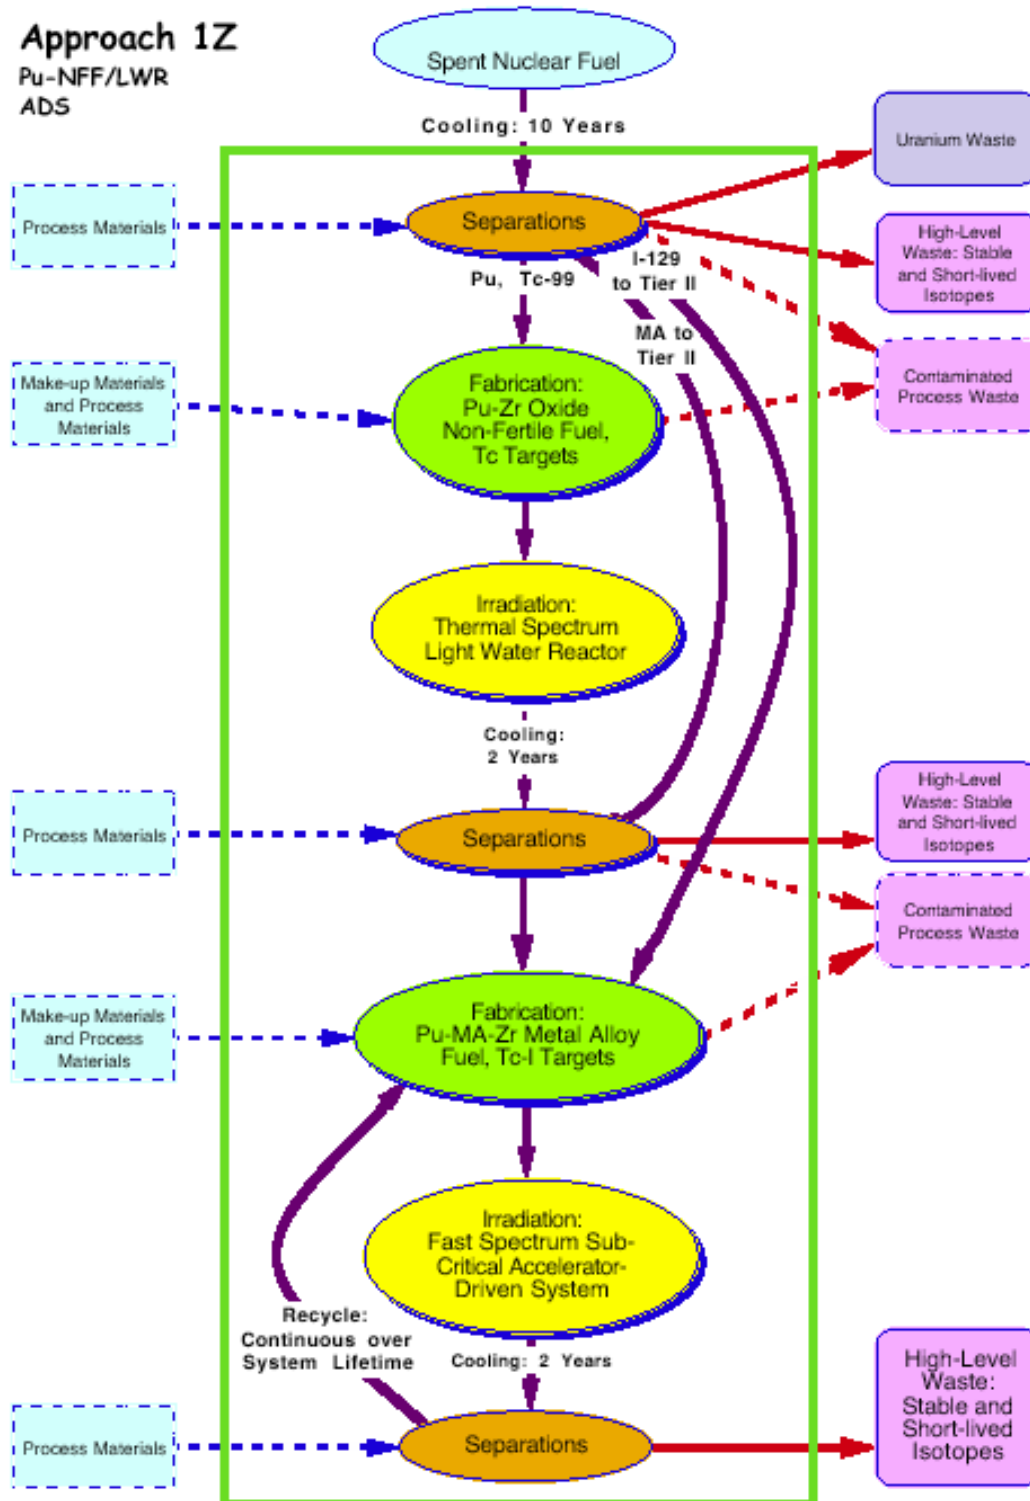 Approach 1Z
Pu-NFF/LWR
ADS
Spent Nuclear Fuel
Cooling: 10 Years
Uranium Waste
Process Materials
Separations
High-Level
Waste: Stable
and Short-lived
Isotopes
Pu, Tc-99
I-129
to Tier II
MA to
Tier II
Make-up Materials
and Process
Materials
Fabrication:
Pu-Zr Oxide
Non-Fertile Fuel,
Tc Targets
Contaminated
Process Waste
Irradiation:
Thermal Spectrum
Light Water Reactor
Cooling:
2 Years
Process Materials
Separations
High-Level
Waste: Stable
and Short-lived
Isotopes
Contaminated
Process Waste
Make-up Materials
and Process
Materials
Fabrication:
Pu-MA-Zr Metal Alloy
Fuel, Tc-I Targets
Irradiation:
Fast Spectrum Sub-
Critical Accelerator-
Driven System
Recycle:
Continuous over
System Lifetime
Cooling: 2 Years
Process Materials
Separations
High-Level
Waste:
Stable and
Short-lived
Isotopes